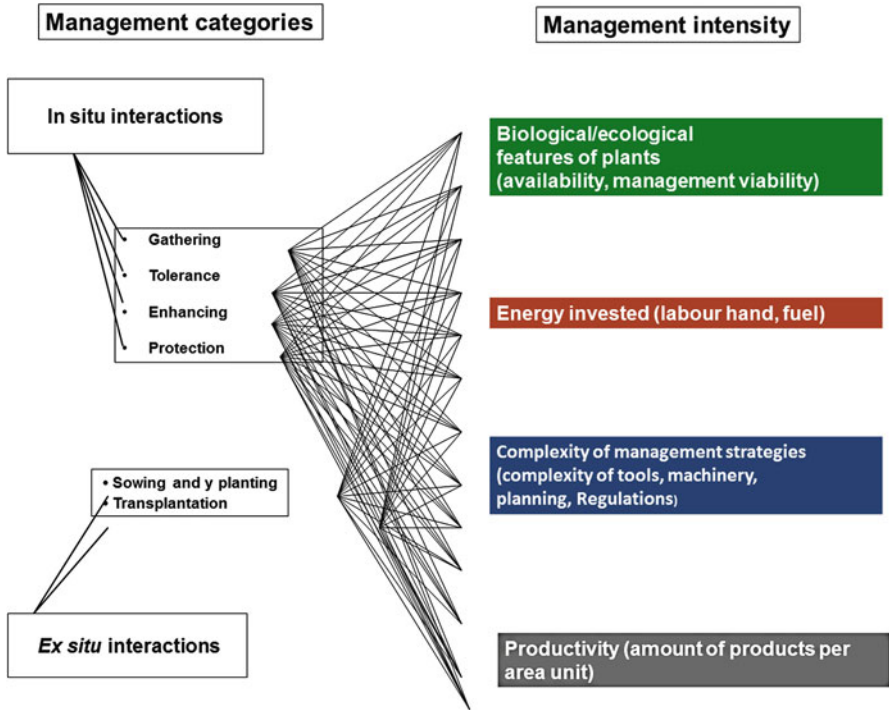 Management categories
Management intensity
In situ interactions
• Gathering
• Tolerance
• Enhancing
• Protection
• Sowing and y planting
• Transplantation
Ex situ interactions
Biological/ecological
features of plants
(availability, management viability)
Energy invested (labour hand, fuel)
Complexity of management strategies
(complexity of tools, machinery,
planning, Regulations)
Productivity (amount of products per
area unit)